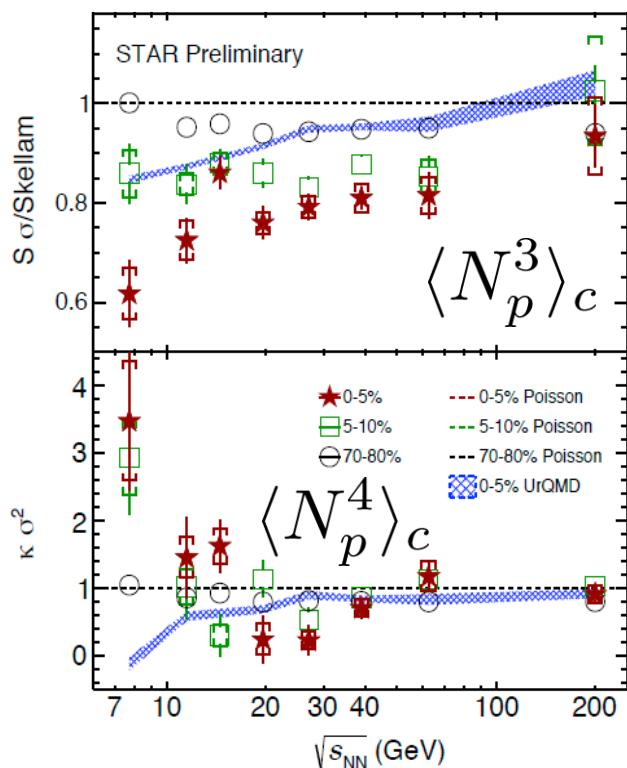 STAR Preliminary
S σ/Skellam
1
0.8
0.6
⟨N_p^3⟩_c
κ σ²
4
3
2
1
0
0-5%
5-10%
70-80%
0-5% Poisson
5-10% Poisson
70-80% Poisson
0-5% UrQMD
⟨N_p^4⟩_c
7 10 20 30 40 100 200
√s_NN (GeV)